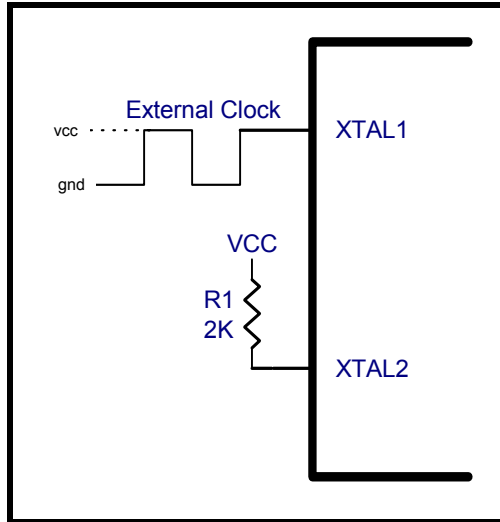 External Clock
vcc
XTAL1
gnd
VCC
R1
2K
XTAL2